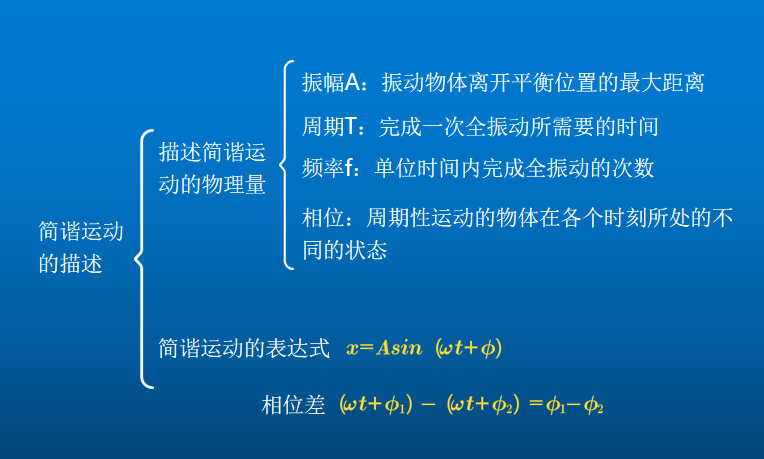 简谐运动
的描述
描述简谐运
动的物理量
振幅A：振动物体离开平衡位置的最大距离
周期T：完成一次全振动所需要的时间
频率f：单位时间内完成全振动的次数
相位：周期性运动的物体在各个时刻所处的不
同的状态
简谐运动的表达式 x=Asin（ωt+ϕ）
相位差（ωt+ϕ₁）－（ωt+ϕ₂）=ϕ₁－ϕ₂